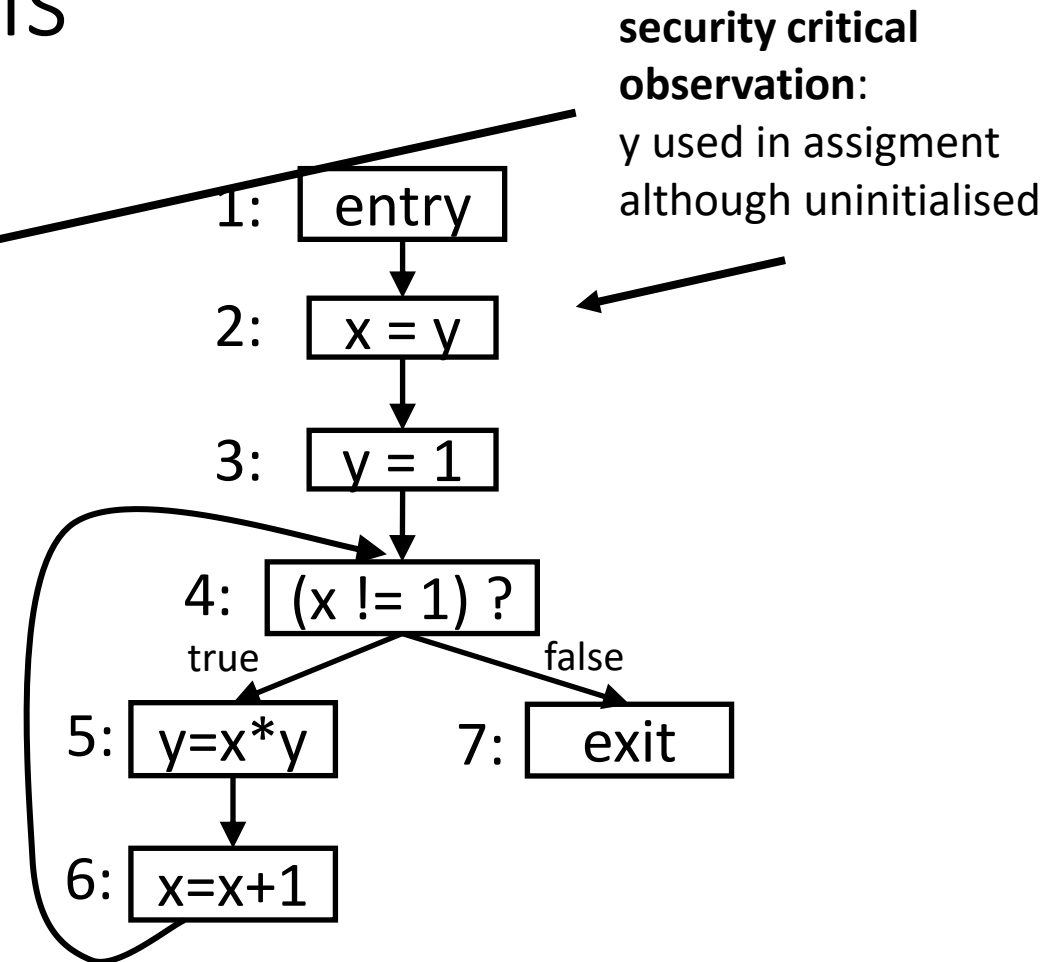 is
security critical
observation:
y used in assigment
although uninitialised
1: entry
2: x = y
3: y = 1
4: (x != 1) ?
true false
5: y=x*y 7: exit
6: x=x+1